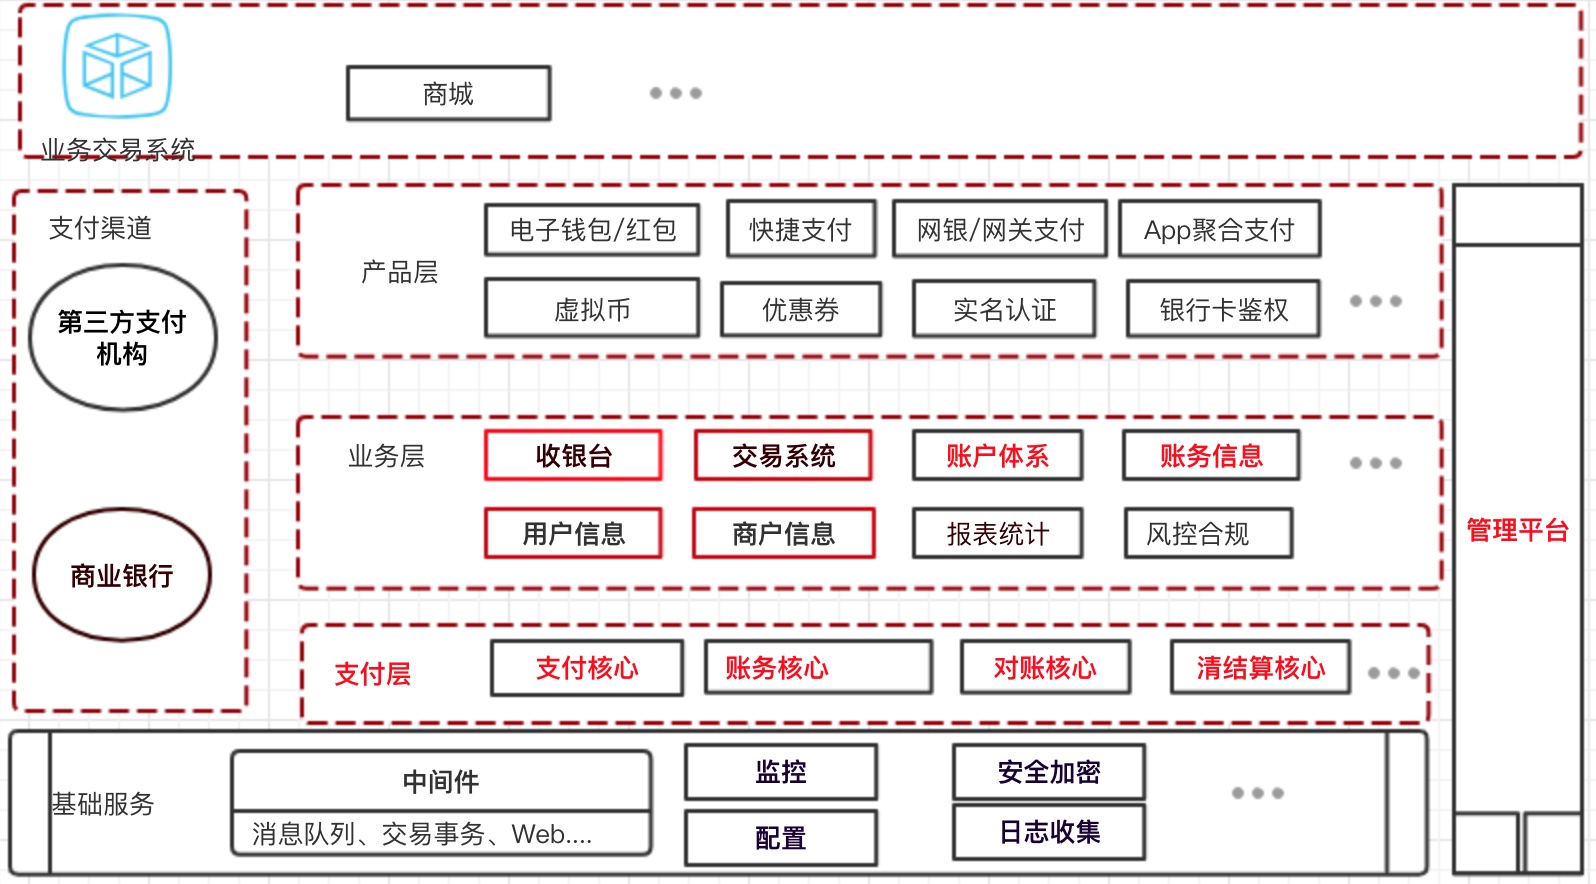 商城
业务交易系统
支付渠道
第三方支付
机构
商业银行
产品层
电子钱包/红包
快捷支付
网银/网关支付
App聚合支付
虚拟币
优惠券
实名认证
银行卡鉴权
业务层
收银台
交易系统
账户体系
账务信息
用户信息
商户信息
报表统计
风控合规
支付层
支付核心
账务核心
对账核心
清结算核心
管理平台
基础服务
中间件
消息队列、交易事务、Web....
监控
配置
安全加密
日志收集